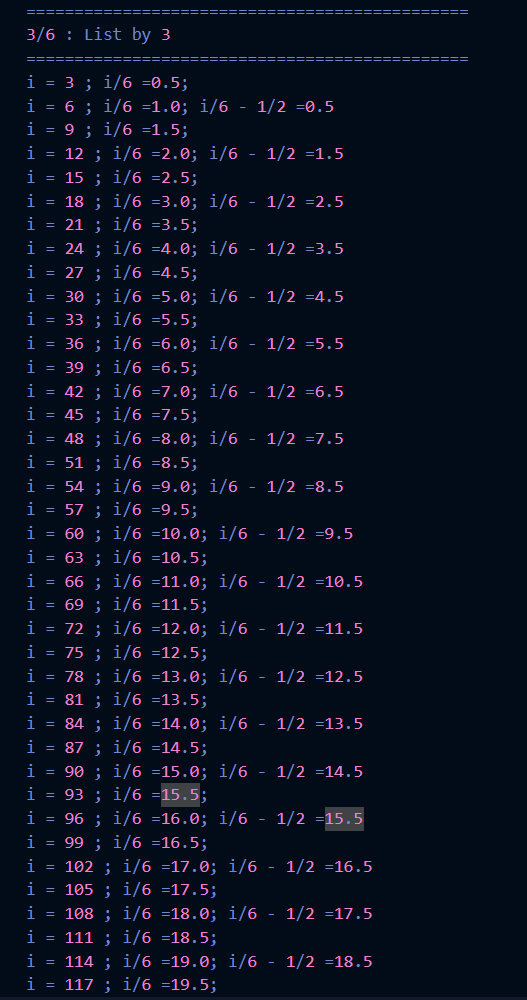 ==============================================
3/6 : List by 3
==============================================
i = 3 ; i/6 =0.5;
i = 6 ; i/6 =1.0; i/6 - 1/2 =0.5
i = 9 ; i/6 =1.5;
i = 12 ; i/6 =2.0; i/6 - 1/2 =1.5
i = 15 ; i/6 =2.5;
i = 18 ; i/6 =3.0; i/6 - 1/2 =2.5
i = 21 ; i/6 =3.5;
i = 24 ; i/6 =4.0; i/6 - 1/2 =3.5
i = 27 ; i/6 =4.5;
i = 30 ; i/6 =5.0; i/6 - 1/2 =4.5
i = 33 ; i/6 =5.5;
i = 36 ; i/6 =6.0; i/6 - 1/2 =5.5
i = 39 ; i/6 =6.5;
i = 42 ; i/6 =7.0; i/6 - 1/2 =6.5
i = 45 ; i/6 =7.5;
i = 48 ; i/6 =8.0; i/6 - 1/2 =7.5
i = 51 ; i/6 =8.5;
i = 54 ; i/6 =9.0; i/6 - 1/2 =8.5
i = 57 ; i/6 =9.5;
i = 60 ; i/6 =10.0; i/6 - 1/2 =9.5
i = 63 ; i/6 =10.5;
i = 66 ; i/6 =11.0; i/6 - 1/2 =10.5
i = 69 ; i/6 =11.5;
i = 72 ; i/6 =12.0; i/6 - 1/2 =11.5
i = 75 ; i/6 =12.5;
i = 78 ; i/6 =13.0; i/6 - 1/2 =12.5
i = 81 ; i/6 =13.5;
i = 84 ; i/6 =14.0; i/6 - 1/2 =13.5
i = 87 ; i/6 =14.5;
i = 90 ; i/6 =15.0; i/6 - 1/2 =14.5
i = 93 ; i/6 =15.5;
i = 96 ; i/6 =16.0; i/6 - 1/2 =15.5
i = 99 ; i/6 =16.5;
i = 102 ; i/6 =17.0; i/6 - 1/2 =16.5
i = 105 ; i/6 =17.5;
i = 108 ; i/6 =18.0; i/6 - 1/2 =17.5
i = 111 ; i/6 =18.5;
i = 114 ; i/6 =19.0; i/6 - 1/2 =18.5
i = 117 ; i/6 =19.5;